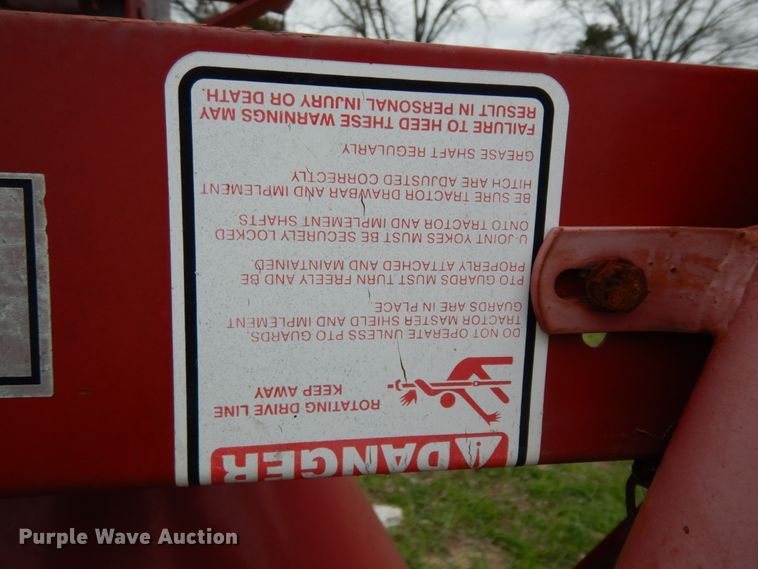 DANGER
ROTATING DRIVE LINE
KEEP AWAY
DO NOT OPERATE UNLESS PTO GUARDS,
TRACTOR MASTER SHIELD AND IMPLEMENT
GUARDS ARE IN PLACE
PTO GUARDS MUST TURN FREELY AND BE
PROPERLY ATTACHED AND MAINTAINED.
U-JOINT YOKES MUST BE SECURELY LOCKED
ONTO TRACTOR AND IMPLEMENT SHAFTS
BE SURE TRACTOR DRAWBAR AND IMPLEMENT
HITCH ARE ADJUSTED CORRECTLY
GREASE SHAFT REGULARLY
FAILURE TO HEED THESE WARNINGS MAY
RESULT IN PERSONAL INJURY OR DEATH.
Purple Wave Auction